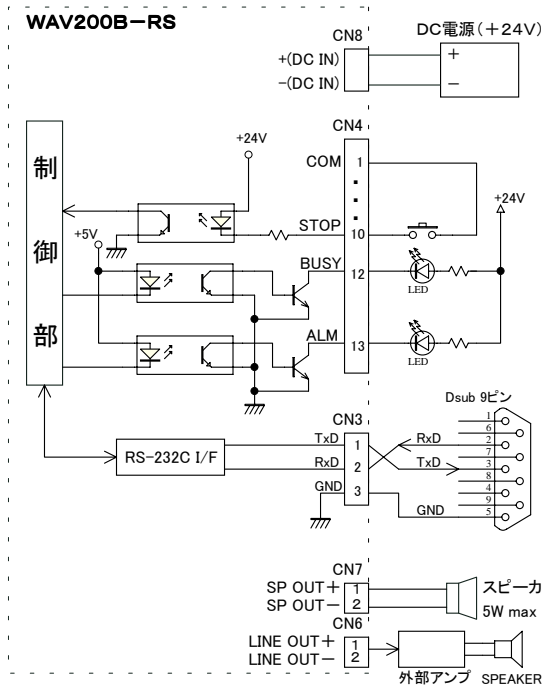 WAV200B－RS
DC電源(＋24V)
CN8
+(DC IN)
−(DC IN)
+
−
CN4
+24V
COM
1
制
御
部
STOP
10
+24V
+5V
BUSY
12
LED
ALM
13
LED
Dsub 9ピン
CN3
RS-232C I/F
TxD
1
RxD
RxD
2
TxD
GND
3
GND
1
6
2
7
3
8
4
9
5
CN7
SP OUT＋
1
スピーカ
SP OUT−
2
5W max
CN6
LINE OUT＋
1
LINE OUT−
2
外部アンプ
SPEAKER